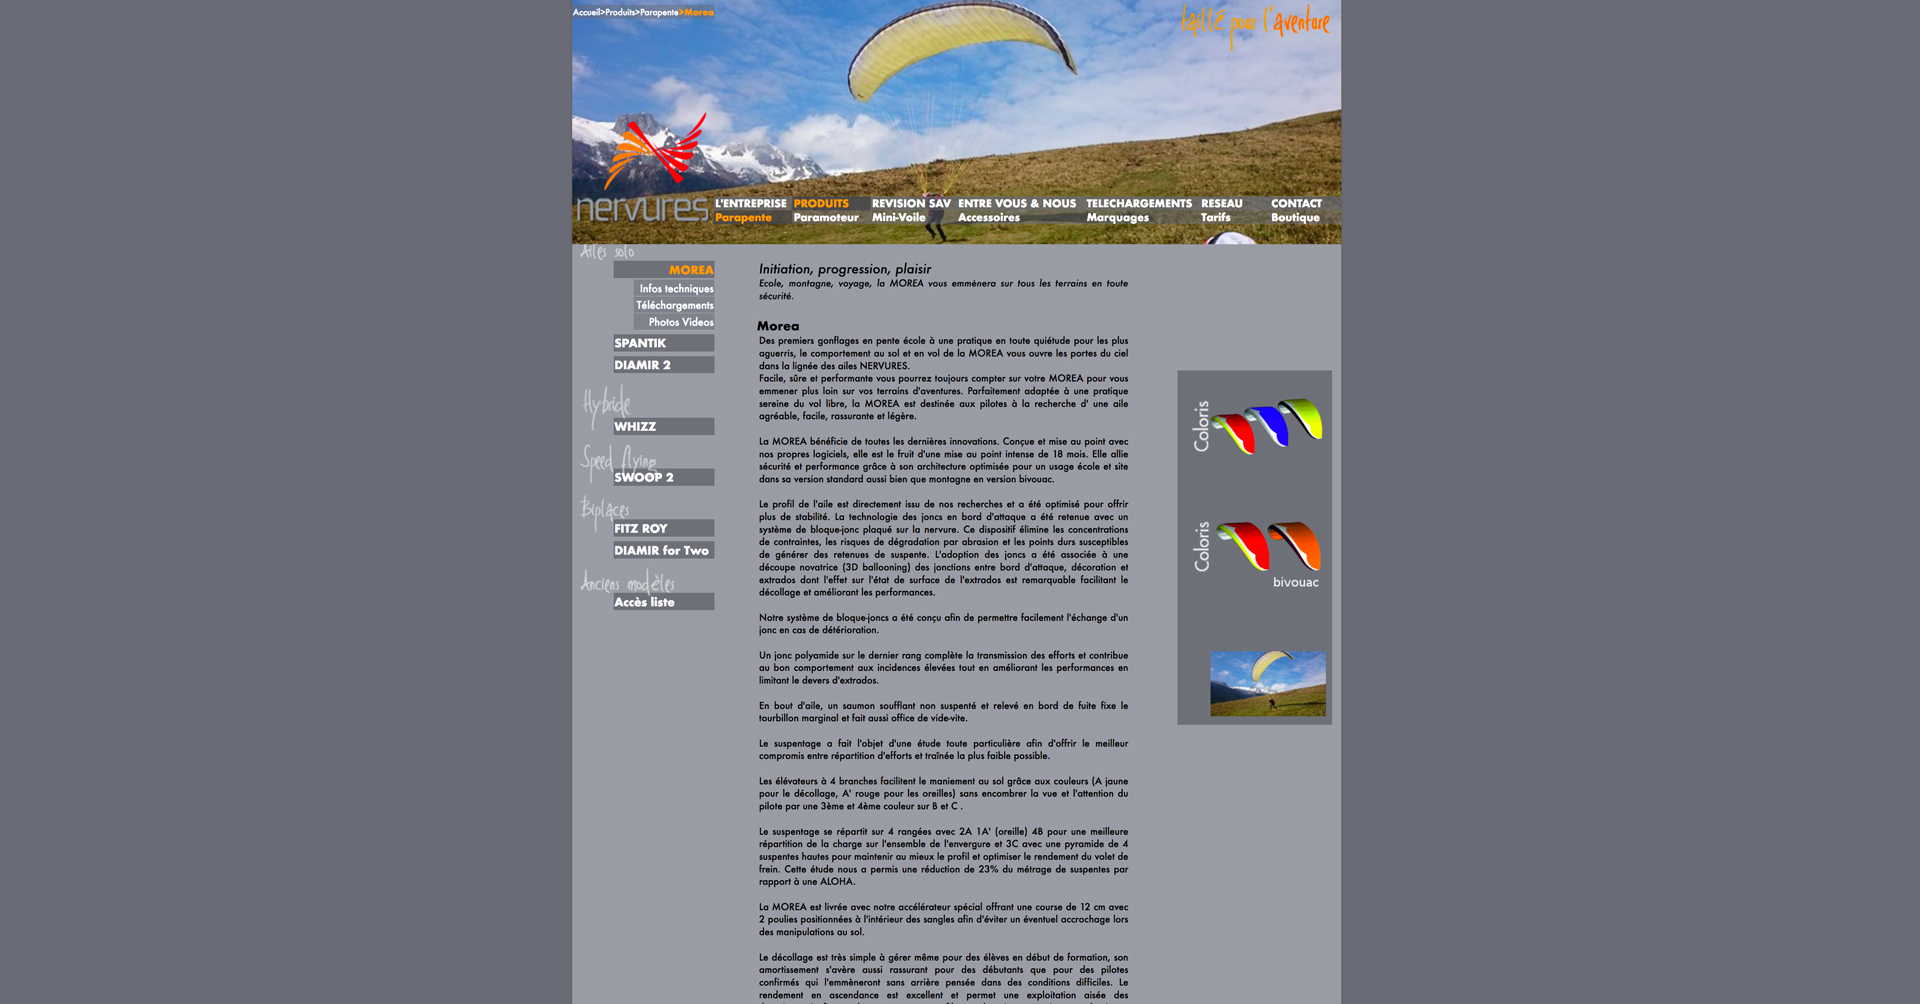 Accueil>Produits>Parapente>Morea
taillé pour l'aventure
nervures
L'ENTREPRISE PRODUITS REVISION SAV ENTRE VOUS & NOUS TELECHARGEMENTS RESEAU CONTACT
Parapente Paramoteur Mini-Voile Accessoires Marquages Tarifs Boutique
Ailes solo
MOREA
Infos techniques
Téléchargements
Photos Videos
SPANTIK
DIAMIR 2
Hybride
WHIZZ
Speed flying
SWOOP 2
Biplaces
FITZ ROY
DIAMIR for Two
Anciens modèles
Accès liste
Initiation, progression, plaisir
Ecole, montagne, voyage, la MOREA vous emmènera sur tous les terrains en toute
sécurité.
Morea
Des premiers gonflages en pente école à une pratique en toute quiétude pour les plus
aguerris, le comportement au sol et en vol de la MOREA vous ouvre les portes du ciel
dans la lignée des ailes NERVURES.
Facile, sûre et performante vous pourrez toujours compter sur votre MOREA pour vous
emmener plus loin sur vos terrains d'aventures. Parfaitement adaptée à une pratique
sereine du vol libre, la MOREA est destinée aux pilotes à la recherche d' une aile
agréable, facile, rassurante et légère.
La MOREA bénéficie de toutes les dernières innovations. Conçue et mise au point avec
nos propres logiciels, elle est le fruit d'une mise au point intense de 18 mois. Elle allie
sécurité et performance grâce à son architecture optimisée pour un usage école et site
dans sa version standard aussi bien que montagne en version bivouac.
Le profil de l'aile est directement issu de nos recherches et a été optimisé pour offrir
plus de stabilité. La technologie des joncs en bord d'attaque a été retenue avec un
système de bloque-jonc plaqué sur la nervure. Ce dispositif élimine les concentrations
de contraintes, les risques de dégradation par abrasion et les points durs susceptibles
de générer des retenues de suspente. L'adoption des joncs a été associée à une
découpe novatrice (3D ballooning) des jonctions entre bord d'attaque, décoration et
extrados dont l'effet sur l'état de surface de l'extrados est remarquable facilitant le
décollage et améliorant les performances.
Notre système de bloque-joncs a été conçu afin de permettre facilement l'échange d'un
jonc en cas de détérioration.
Un jonc polyamide sur le dernier rang complète la transmission des efforts et contribue
au bon comportement aux incidences élevées tout en améliorant les performances en
limitant le devers d'extrados.
En bout d'aile, un saumon soufflant non suspenté et relevé en bord de fuite fixe le
tourbillon marginal et fait aussi office de vide-vite.
Le suspentage a fait l'objet d'une étude toute particulière afin d'offrir le meilleur
compromis entre répartition d'efforts et traînée la plus faible possible.
Les élévateurs à 4 branches facilitent le maniement au sol grâce aux couleurs (A jaune
pour le décollage, A' rouge pour les oreilles) sans encombrer la vue et l'attention du
pilote par une 3ème et 4ème couleur sur B et C .
Le suspentage se répartit sur 4 rangées avec 2A 1A' (oreille) 4B pour une meilleure
répartition de la charge sur l'ensemble de l'envergure et 3C avec une pyramide de 4
suspentes hautes pour maintenir au mieux le profil et optimiser le rendement du volet de
frein. Cette étude nous a permis une réduction de 23% du métrage de suspentes par
rapport à une ALOHA.
La MOREA est livrée avec notre accélérateur spécial offrant une course de 12 cm avec
2 poulies positionnées à l'intérieur des sangles afin d'éviter un éventuel accrochage lors
des manipulations au sol.
Le décollage est très simple à gérer même pour des élèves en début de formation, son
amortissement s'avère aussi rassurant pour des débutants que pour des pilotes
confirmés qui l'emmèneront sans arrière pensée dans des conditions difficiles. Le
rendement en ascendance est excellent et permet une exploitation aisée des
Coloris
Coloris
bivouac